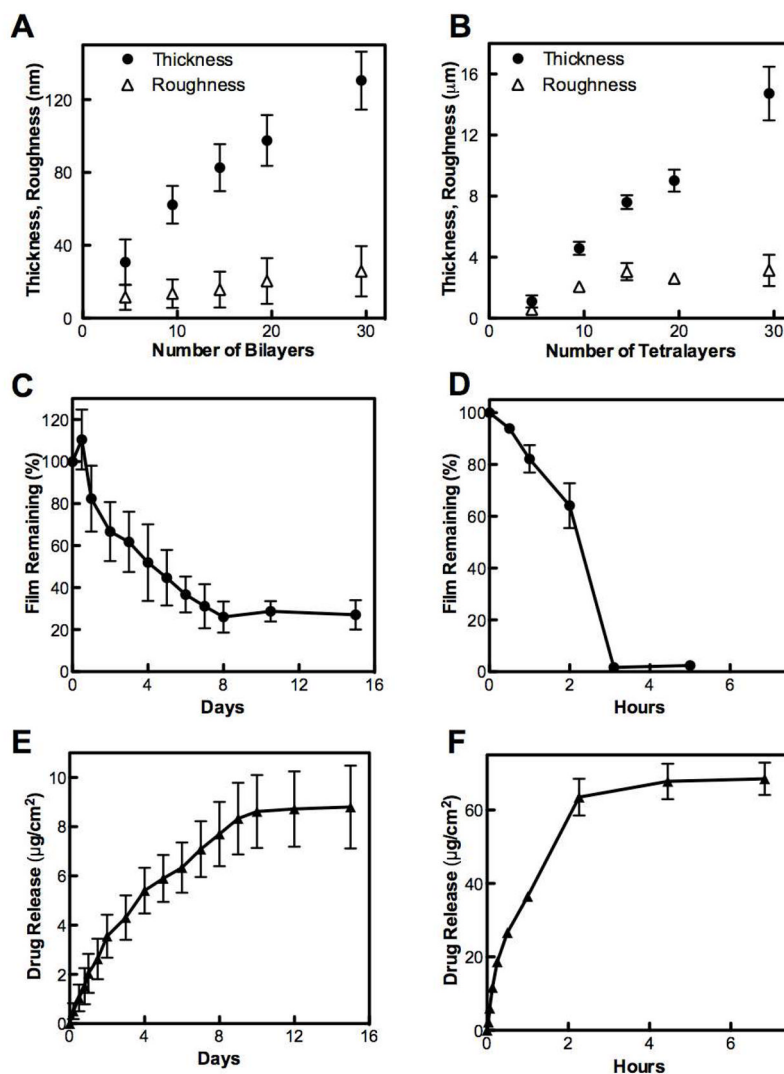 A
Thickness
Roughness
Thickness, Roughness (nm)
120
80
40
0
0 10 20 30
Number of Bilayers
B
Thickness
Roughness
Thickness, Roughness (μm)
16
12
8
4
0
0 10 20 30
Number of Tetralayers
C
Film Remaining (%)
120
100
80
60
40
20
0
0 4 8 12 16
Days
D
Film Remaining (%)
100
80
60
40
20
0
0 2 4 6
Hours
E
Drug Release (μg/cm²)
10
8
6
4
2
0
0 4 8 12 16
Days
F
Drug Release (μg/cm²)
60
40
20
0
0 2 4 6
Hours